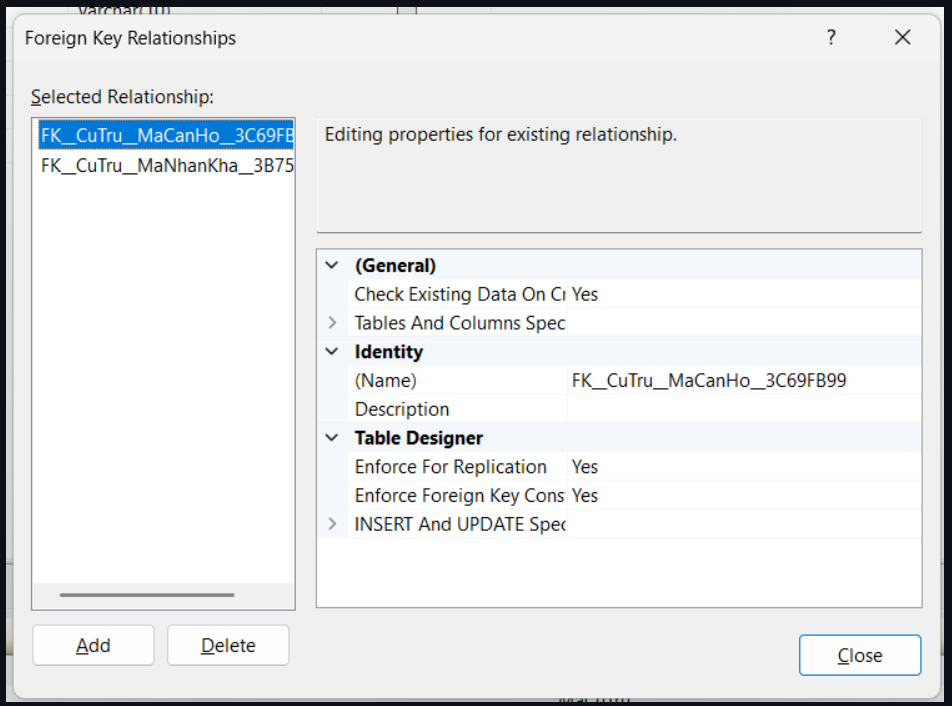 varchar(10)
Foreign Key Relationships
?
Selected Relationship:
FK__CuTru__MaCanHo__3C69FB
FK__CuTru__MaNhanKha__3B75
Editing properties for existing relationship.
(General)
Check Existing Data On Cr Yes
Tables And Columns Spec
Identity
(Name) FK__CuTru__MaCanHo__3C69FB99
Description
Table Designer
Enforce For Replication Yes
Enforce Foreign Key Cons Yes
INSERT And UPDATE Spec
Add Delete
Close